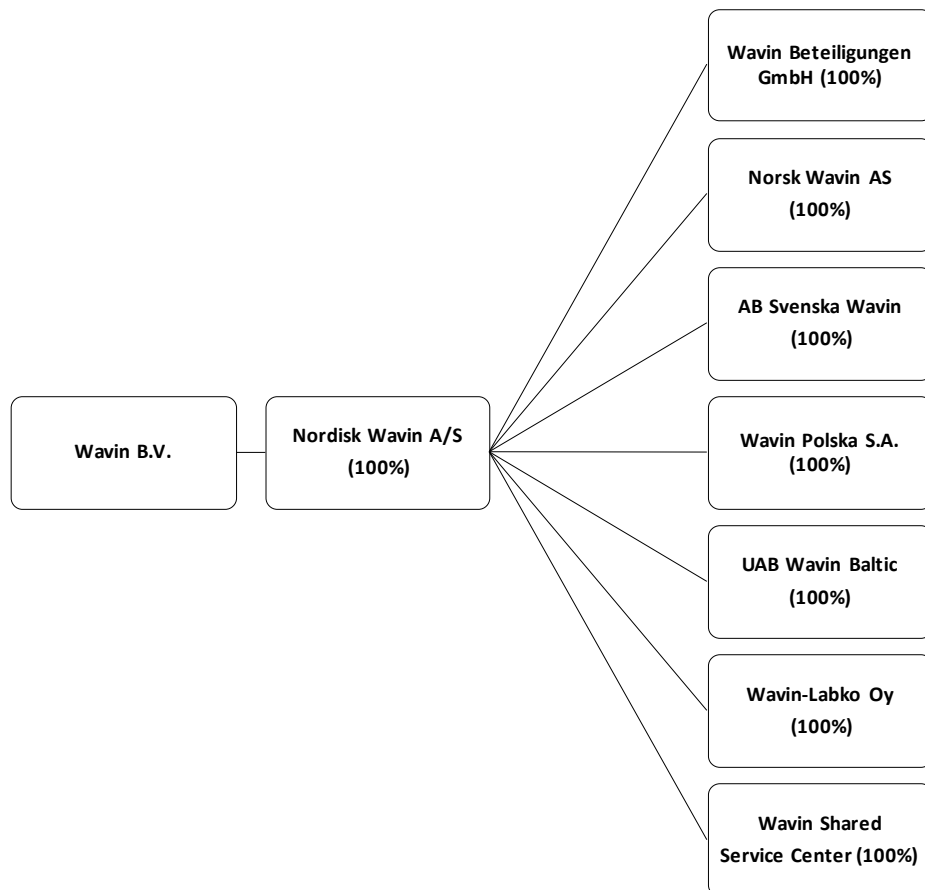 Wavin Beteiligungen
GmbH (100%)
Norsk Wavin AS
(100%)
AB Svenska Wavin
(100%)
Wavin B.V.
Nordisk Wavin A/S
(100%)
Wavin Polska S.A.
(100%)
UAB Wavin Baltic
(100%)
Wavin-Labko Oy
(100%)
Wavin Shared
Service Center (100%)